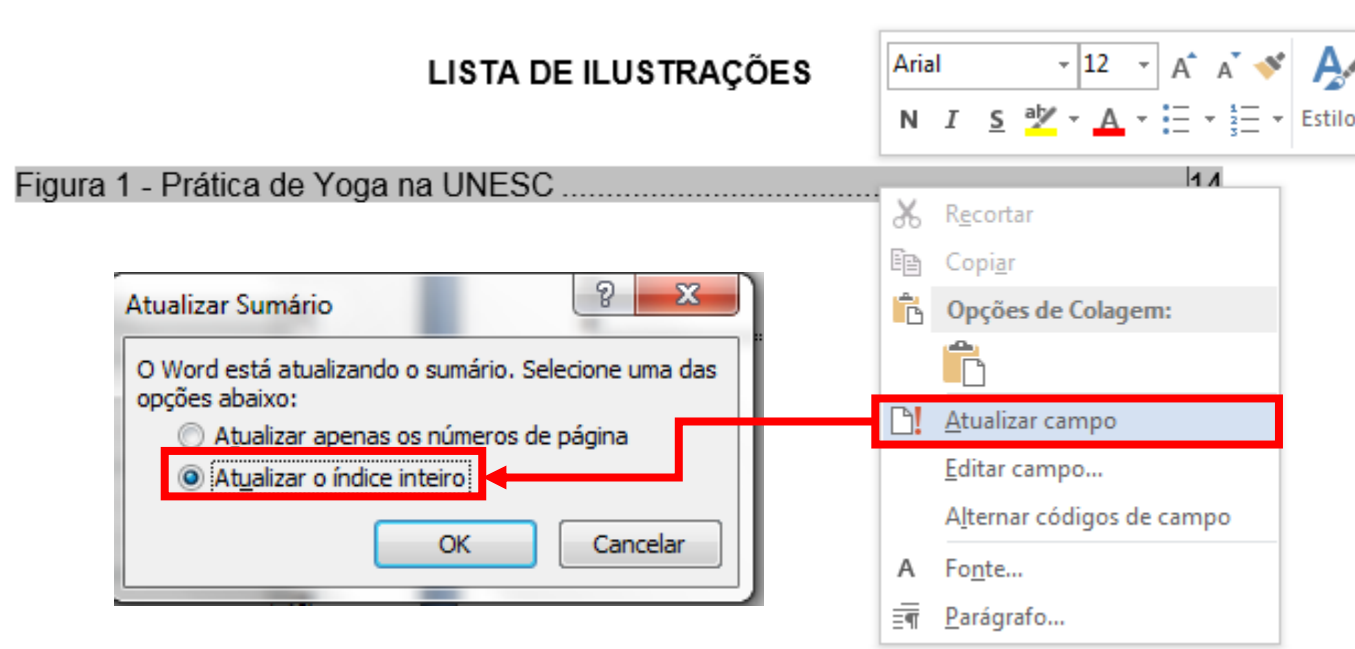 LISTA DE ILUSTRAÇÕES
Arial 12 A A
N I S ab A Estilo
Figura 1 - Prática de Yoga na UNESC ........................................ 14
Recortar
Copiar
Opções de Colagem:
Atualizar campo
Editar campo...
Alternar códigos de campo
A Fonte...
Parágrafo...
Atualizar Sumário
O Word está atualizando o sumário. Selecione uma das
opções abaixo:
Atualizar apenas os números de página
Atualizar o índice inteiro
OK Cancelar